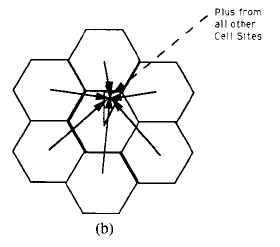 Plus from
all other
Cell Sites
(b)